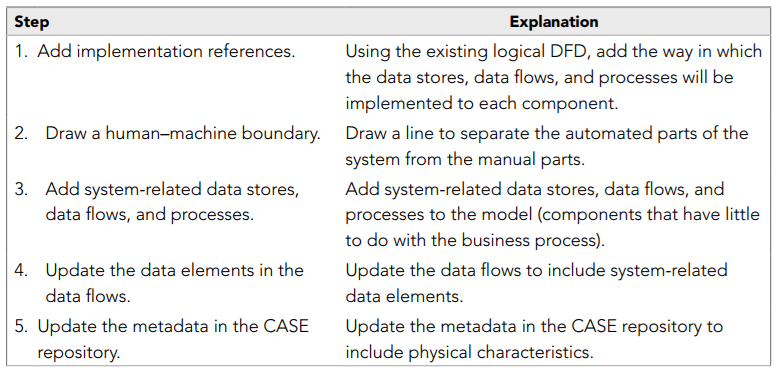 Step Explanation
1. Add implementation references. Using the existing logical DFD, add the way in which
the data stores, data flows, and processes will be
implemented to each component.
2. Draw a human–machine boundary. Draw a line to separate the automated parts of the
system from the manual parts.
3. Add system-related data stores, Add system-related data stores, data flows, and
data flows, and processes. processes to the model (components that have little
to do with the business process).
4. Update the data elements in the Update the data flows to include system-related
data flows. data elements.
5. Update the metadata in the CASE Update the metadata in the CASE repository to
repository. include physical characteristics.